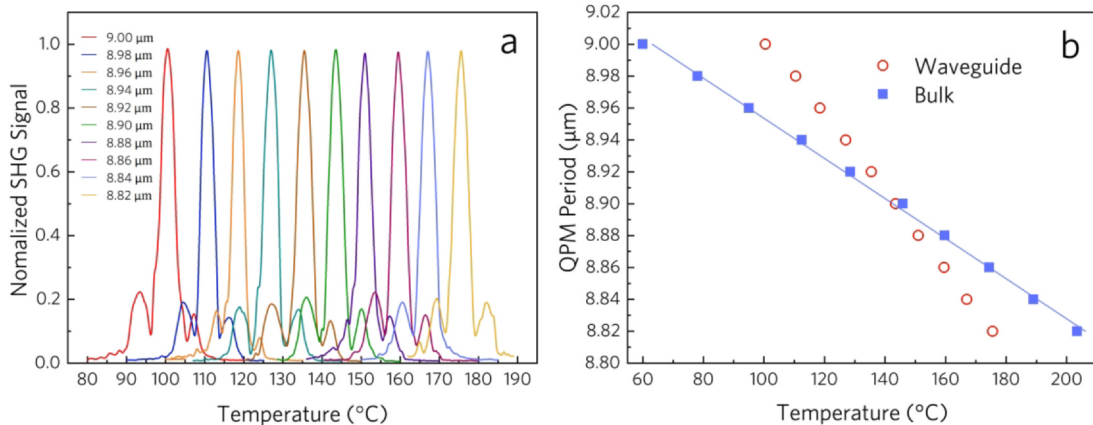 a
Nomalized SHG Signal
1.0
0.8
0.6
0.4
0.2
0.0
9.00 µm
8.98 µm
8.96 µm
8.94 µm
8.92 µm
8.90 µm
8.88 µm
8.86 µm
8.84 µm
8.82 µm
80 90 100 110 120 130 140 150 160 170 180 190
Temperature (°C)
b
QPM Period (µm)
9.02
9.00
8.98
8.96
8.94
8.92
8.90
8.88
8.86
8.84
8.82
8.80
Waveguide
Bulk
60 80 100 120 140 160 180 200
Temperature (°C)